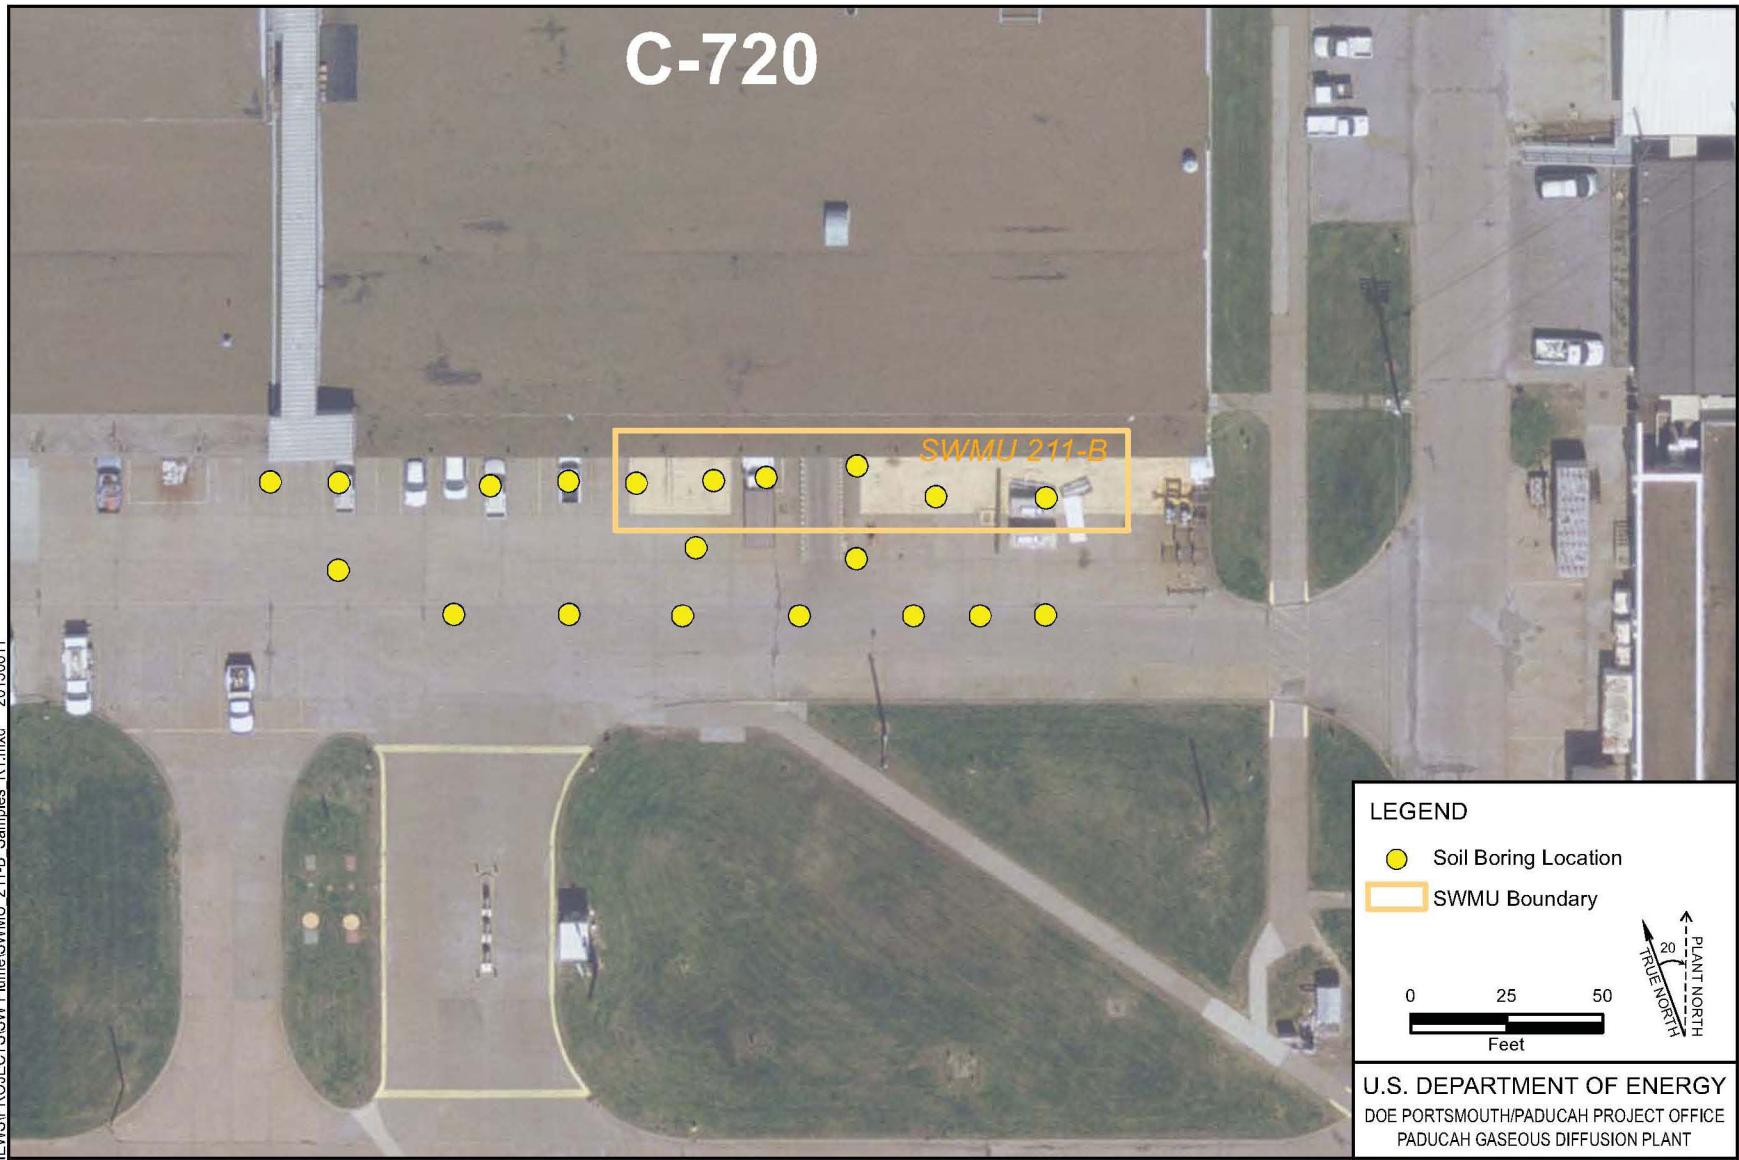 C-720
SWMU 211-B
LEGEND
Soil Boring Location
SWMU Boundary
20
TRUE NORTH
PLANT NORTH
0 25 50
Feet
U.S. DEPARTMENT OF ENERGY
DOE PORTSMOUTH/PADUCAH PROJECT OFFICE
PADUCAH GASEOUS DIFFUSION PLANT